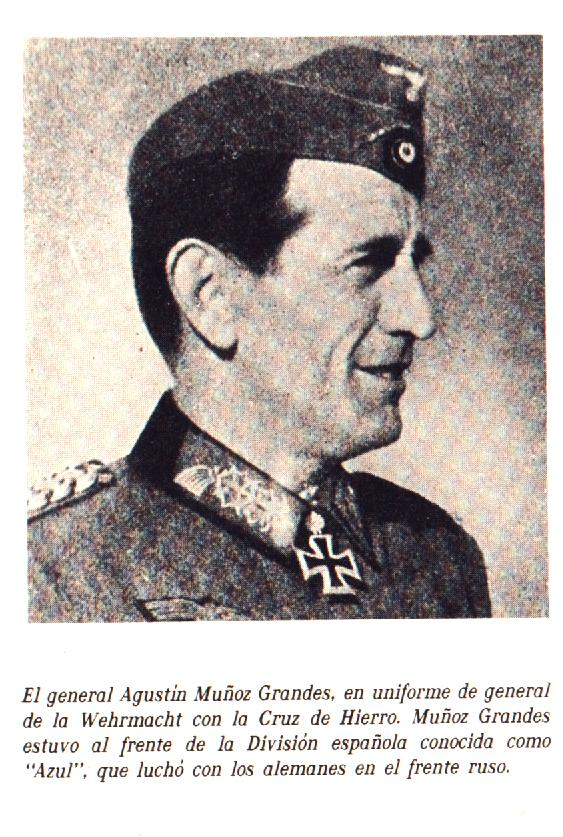 El general Agustín Muñoz Grandes, en uniforme de general
de la Wehrmacht con la Cruz de Hierro. Muñoz Grandes
estuvo al frente de la División española conocida como
"Azul", que luchó con los alemanes en el frente ruso.